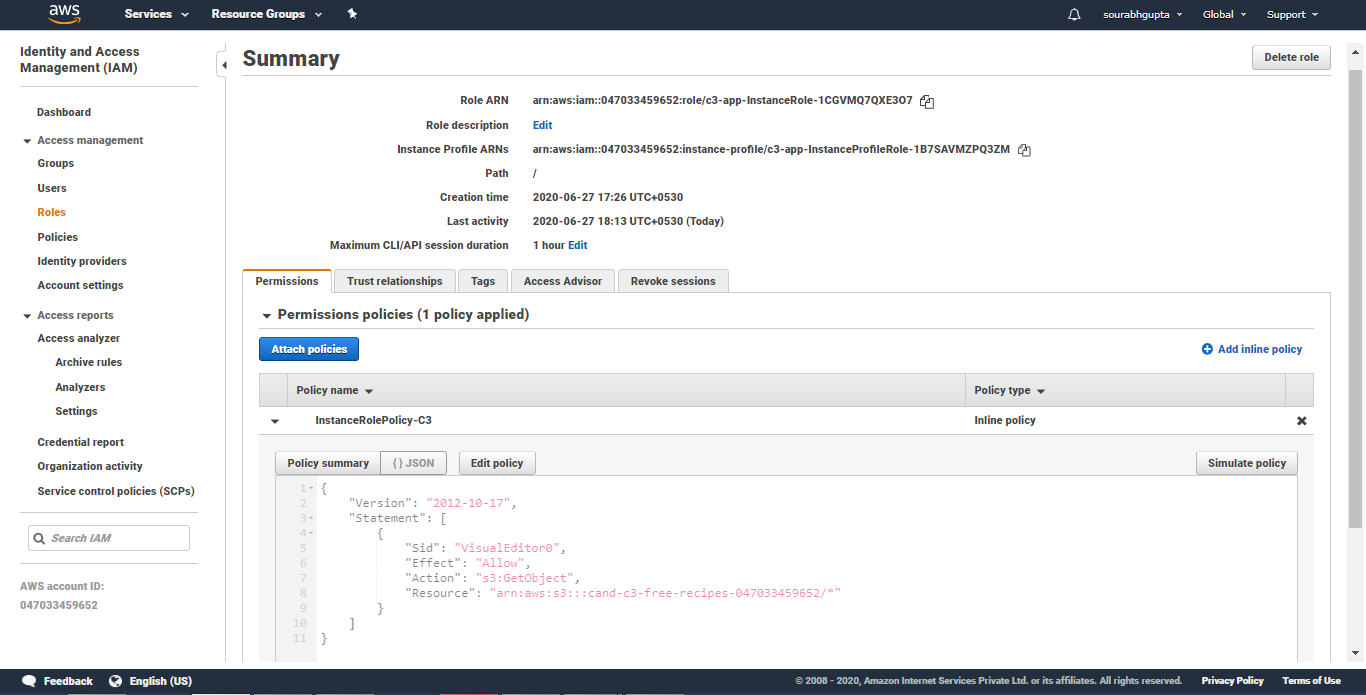 aws Services Resource Groups sourabhgupta Global Support
Identity and Access
Management (IAM)
Dashboard
Access management
Groups
Users
Roles
Policies
Identity providers
Account settings
Access reports
Access analyzer
Archive rules
Analyzers
Settings
Credential report
Organization activity
Service control policies (SCPs)
Search IAM
AWS account ID:
047033459652
Summary
Delete role
Role ARN arn:aws:iam::047033459652:role/c3-app-InstanceRole-1CGVMQ7QXE3O7
Role description Edit
Instance Profile ARNs arn:aws:iam::047033459652:instance-profile/c3-app-InstanceProfileRole-1B7SAVMZPQ3ZM
Path /
Creation time 2020-06-27 17:26 UTC+0530
Last activity 2020-06-27 18:13 UTC+0530 (Today)
Maximum CLI/API session duration 1 hour Edit
Permissions Trust relationships Tags Access Advisor Revoke sessions
Permissions policies (1 policy applied)
Attach policies Add inline policy
Policy name Policy type
InstanceRolePolicy-C3 Inline policy
Policy summary { } JSON Edit policy Simulate policy
1 {
2 "Version": "2012-10-17",
3 "Statement": [
4 {
5 "Sid": "VisualEditor0",
6 "Effect": "Allow",
7 "Action": "s3:GetObject",
8 "Resource": "arn:aws:s3:::cand-c3-free-recipes-047033459652/*"
9 }
10 ]
11 }
Feedback English (US) © 2008 - 2020, Amazon Internet Services Private Ltd. or its affiliates. All rights reserved. Privacy Policy Terms of Use